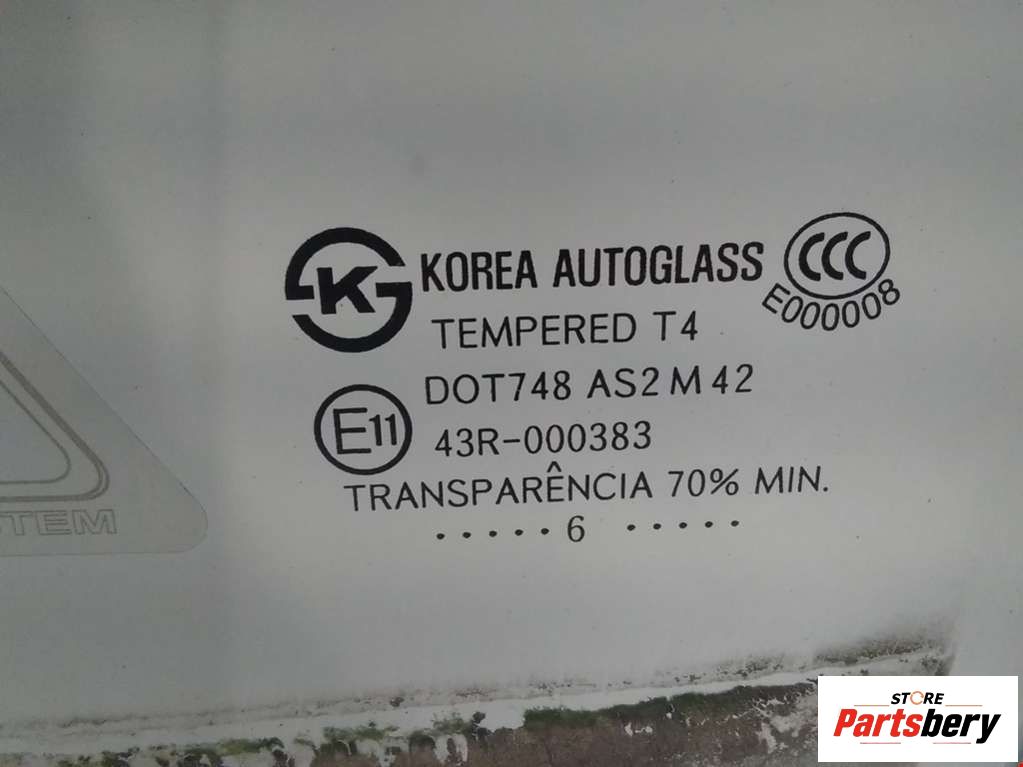 K
KOREA AUTOGLASS
CCC
E000008
TEMPERED T4
DOT748 AS2 M 42
E11
43R-000383
TRANSPARÊNCIA 70% MIN.
. . . . . 6 . . . . .
STEM
STORE
Partsbery